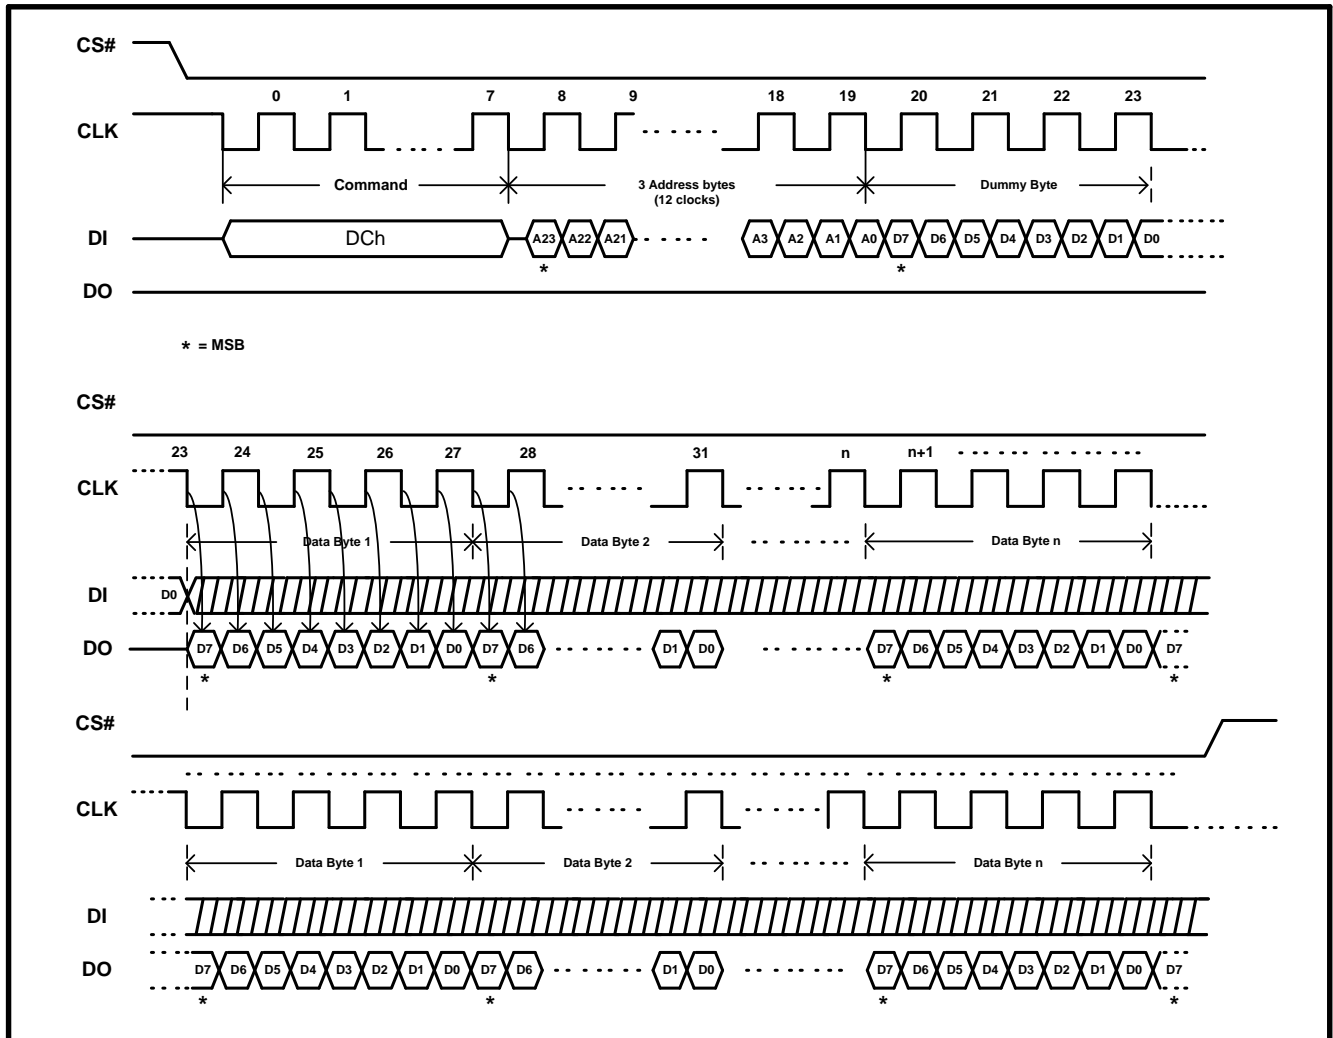 CS#
0 1 7 8 9 18 19 20 21 22 23
CLK
Command 3 Address bytes (12 clocks) Dummy Byte
DI DCh A23 A22 A21 A3 A2 A1 A0 D7 D6 D5 D4 D3 D2 D1 D0
* *
DO
* = MSB
CS#
23 24 25 26 27 28 31 n n+1
CLK
Data Byte 1 Data Byte 2 Data Byte n
DI D0
DO D7 D6 D5 D4 D3 D2 D1 D0 D7 D6 D1 D0 D7 D6 D5 D4 D3 D2 D1 D0 D7
* * * *
CS#
CLK
Data Byte 1 Data Byte 2 Data Byte n
DI
DO D7 D6 D5 D4 D3 D2 D1 D0 D7 D6 D1 D0 D7 D6 D5 D4 D3 D2 D1 D0 D7
* * * *